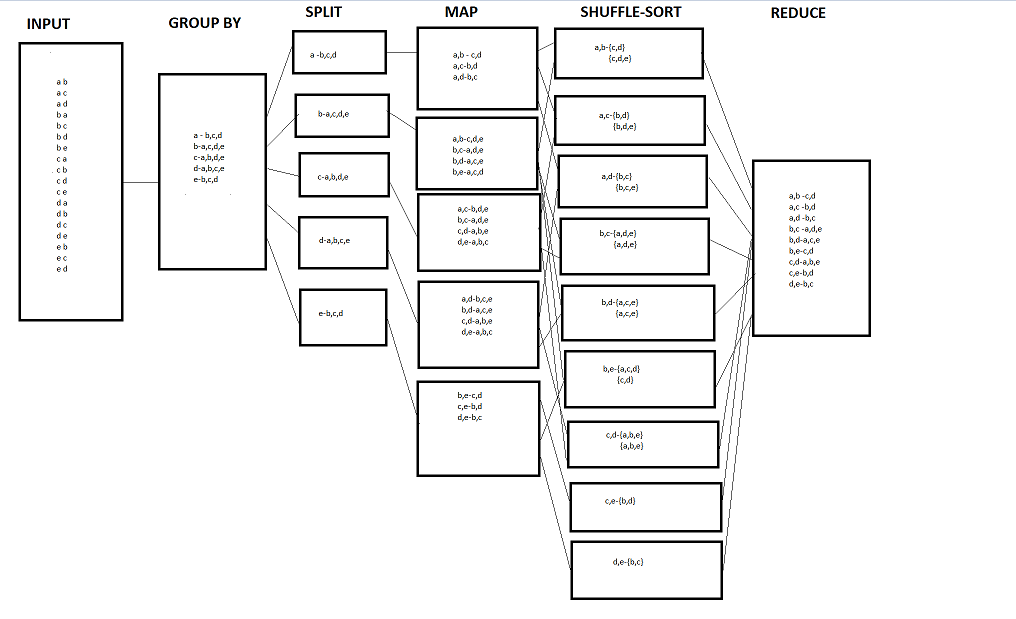 INPUT
GROUP BY
SPLIT
MAP
SHUFFLE-SORT
REDUCE
a b
a c
a d
b a
b c
b d
b e
c a
c b
c d
c e
d a
d b
d c
d e
e b
e c
e d
a - b,c,d
b-a,c,d,e
c-a,b,d,e
d-a,b,c,e
e-b,c,d
a -b,c,d
b-a,c,d,e
c-a,b,d,e
d-a,b,c,e
e-b,c,d
a,b - c,d
a,c-b,d
a,d-b,c
a,b-c,d,e
b,c-a,d,e
b,d-a,c,e
b,e-a,c,d
a,c-b,d,e
b,c-a,d,e
c,d-a,b,e
d,e-a,b,c
a,d-b,c,e
b,d-a,c,e
c,d-a,b,e
d,e-a,b,c
b,e-c,d
c,e-b,d
d,e-b,c
a,b-{c,d}
{c,d,e}
a,c-{b,d}
{b,d,e}
a,d-{b,c}
{b,c,e}
b,c-{a,d,e}
{a,d,e}
b,d-{a,c,e}
{a,c,e}
b,e-{a,c,d}
{c,d}
c,d-{a,b,e}
{a,b,e}
c,e-{b,d}
d,e-{b,c}
a,b -c,d
a,c -b,d
a,d -b,c
b,c -a,d,e
b,d-a,c,e
b,e-c,d
c,d-a,b,e
c,e-b,d
d,e-b,c